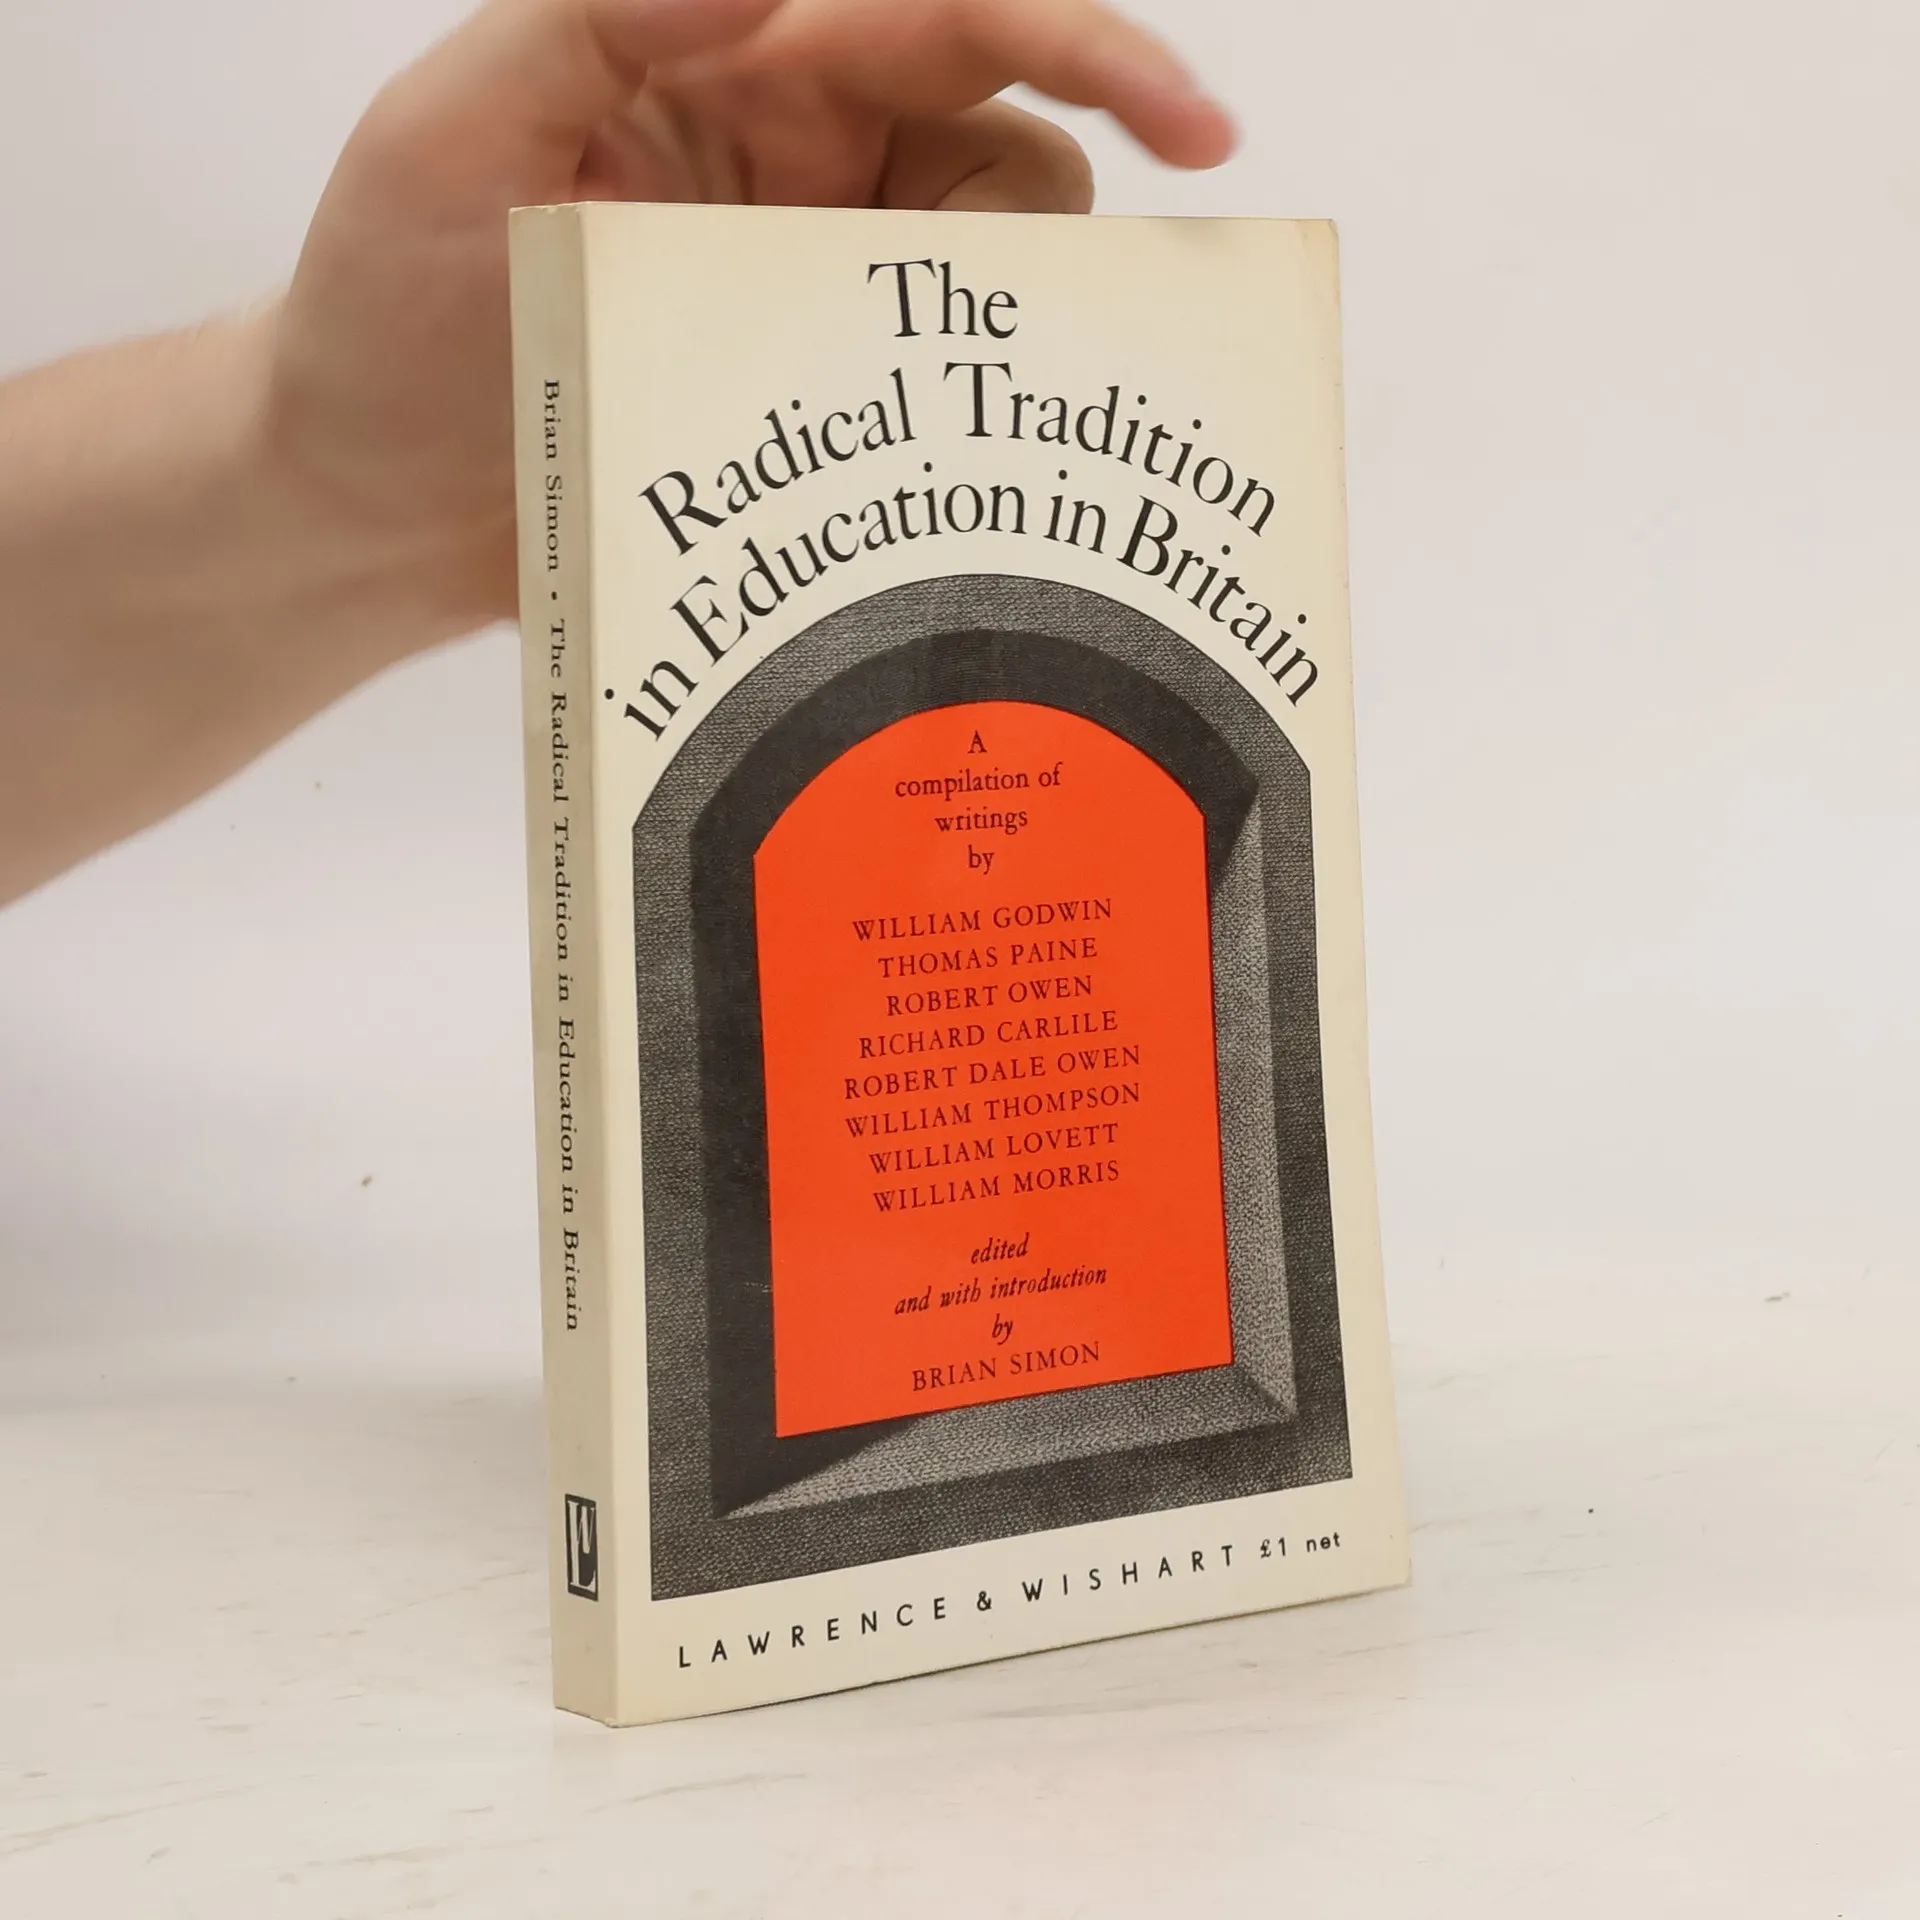 The
Radical Tradition
in Education in Britain
A
compilation of
writings
by
WILLIAM GODWIN
THOMAS PAINE
ROBERT OWEN
RICHARD CARLILE
ROBERT DALE OWEN
WILLIAM THOMPSON
WILLIAM LOVETT
WILLIAM MORRIS
edited
and with introduction
by
BRIAN SIMON
LAWRENCE & WISHART £1 net
Brian Simon • The Radical Tradition in Education in Britain
LW